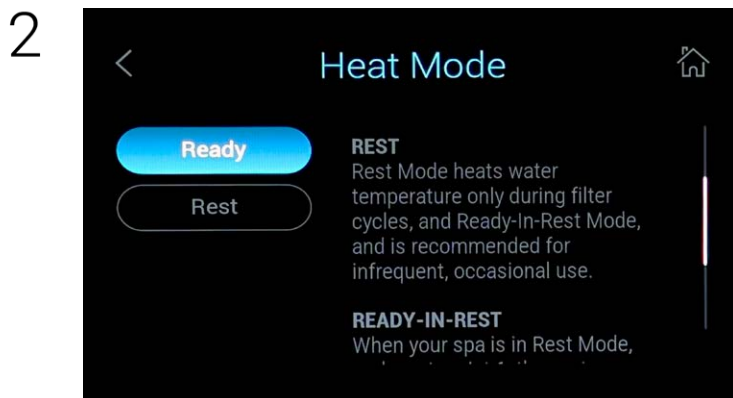 2
Heat Mode
Ready
Rest
REST
Rest Mode heats water
temperature only during filter
cycles, and Ready-In-Rest Mode,
and is recommended for
infrequent, occasional use.
READY-IN-REST
When your spa is in Rest Mode,